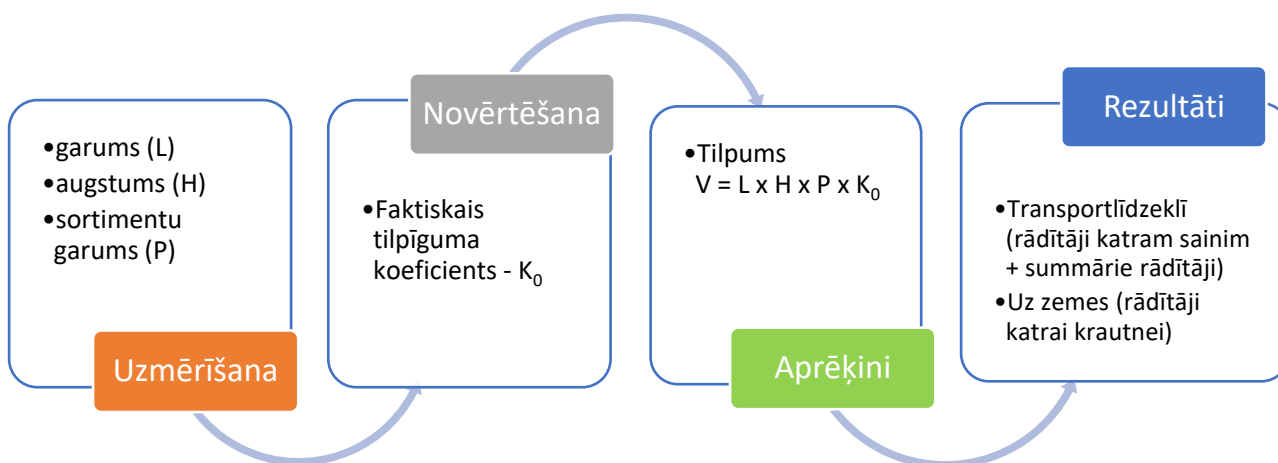 •garums (L)
•augstums (H)
•sortimentu
garums (P)
Uzmērīšana
Novērtēšana
•Faktiskais
tilpīguma
koeficients - K₀
•Tilpums
V = L x H x P x K₀
Aprēķini
Rezultāti
•Transportlīdzeklī
(rādītāji katram sainim
+ summārie rādītāji)
•Uz zemes (rādītāji
katrai krautnei)